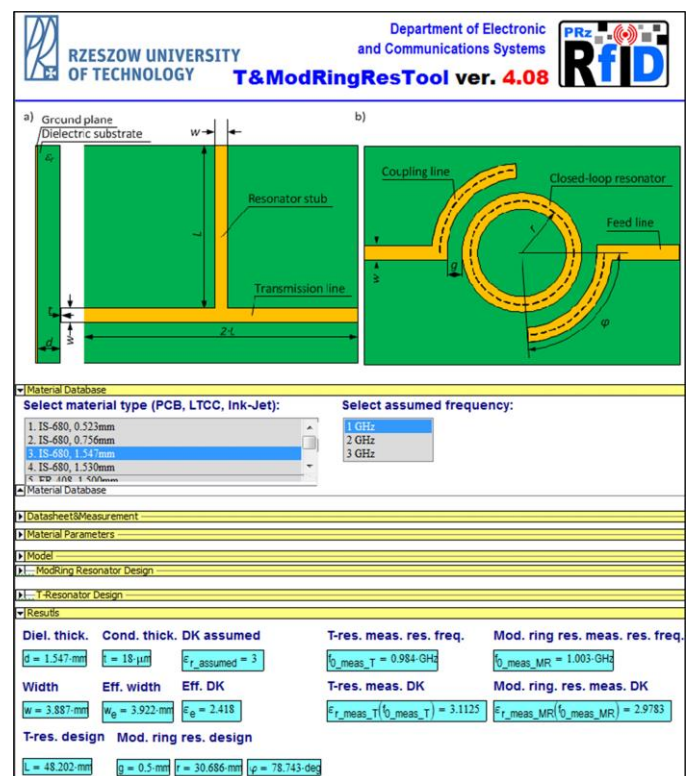 RZESZOW UNIVERSITY
OF TECHNOLOGY
Department of Electronic
and Communications Systems
T&ModRingResTool ver. 4.08
PRz
RfID
a)
Ground plane
Dielectric substrate
εr
w
Resonator stub
L
Transmission line
t
w
d
2·L
b)
Coupling line
Closed-loop resonator
r
Feed line
w
g
φ
Material Database
Select material type (PCB, LTCC, Ink-Jet):
Select assumed frequency:
1. IS-680, 0.523mm
2. IS-680, 0.756mm
3. IS-680, 1.547mm
4. IS-680, 1.530mm
5. FR 408, 1.500mm
1 GHz
2 GHz
3 GHz
Material Database
Datasheet&Measurement
Material Parameters
Model
ModRing Resonator Design
T-Resonator Design
Resutls
Diel. thick. Cond. thick. DK assumed T-res. meas. res. freq. Mod. ring res. meas. res. freq.
d = 1.547·mm t = 18·μm εr_assumed = 3 f0_meas_T = 0.984·GHz f0_meas_MR = 1.003·GHz
Width Eff. width Eff. DK T-res. meas. DK Mod. ring. res. meas. DK
w = 3.887·mm we = 3.922·mm εe = 2.418 εr_meas_T(f0_meas_T) = 3.1125 εr_meas_MR(f0_meas_MR) = 2.9783
T-res. design Mod. ring res. design
L = 48.202·mm g = 0.5·mm r = 30.686·mm φ = 78.743·deg